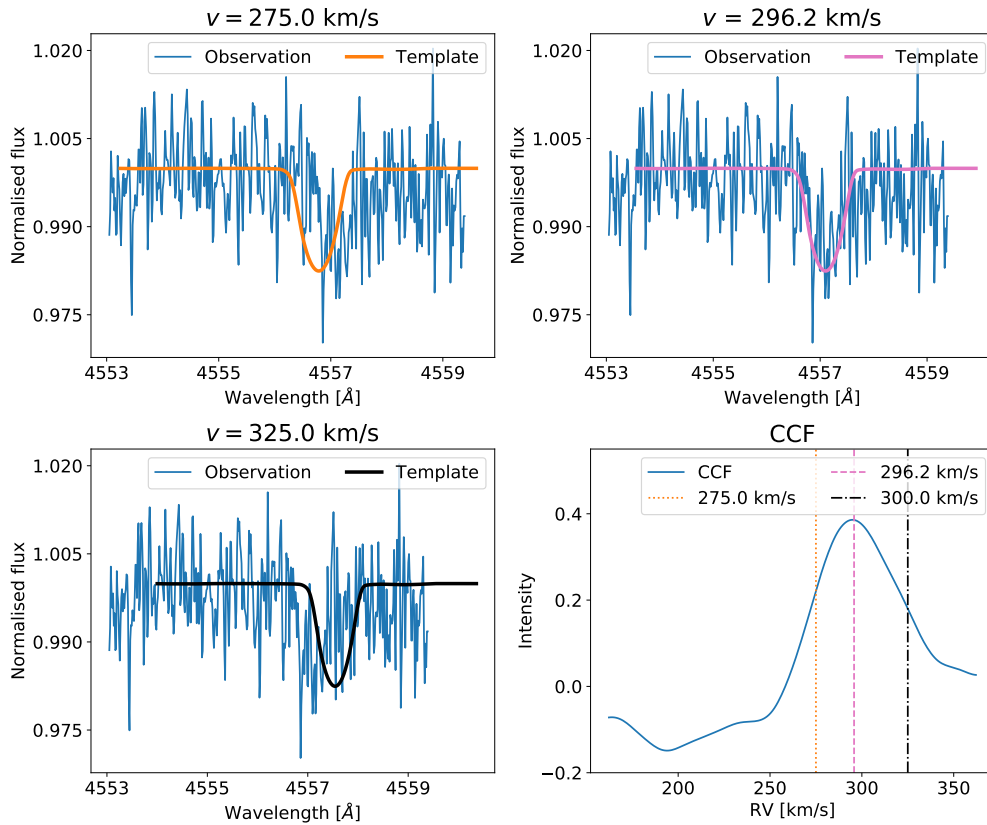 v = 275.0 km/s
Observation Template
1.020
1.005
0.990
0.975
Normalised flux
4553 4555 4557 4559
Wavelength [Å]
v = 296.2 km/s
Observation Template
1.020
1.005
0.990
0.975
Normalised flux
4553 4555 4557 4559
Wavelength [Å]
v = 325.0 km/s
Observation Template
1.020
1.005
0.990
0.975
Normalised flux
4553 4555 4557 4559
Wavelength [Å]
CCF
CCF 296.2 km/s
275.0 km/s 300.0 km/s
0.4
0.2
0.0
−0.2
Intensity
200 250 300 350
RV [km/s]